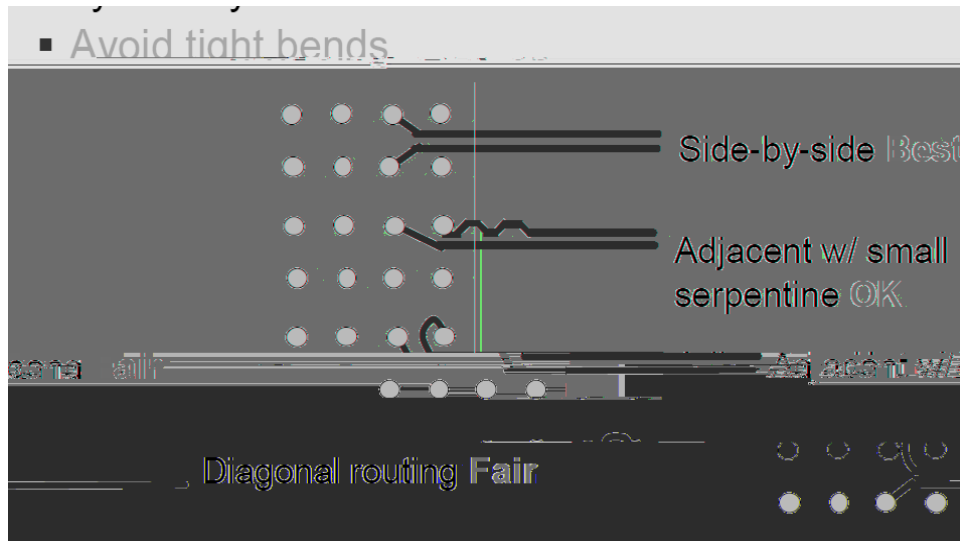 ▪ Avoid tight bends
Side-by-side Best
Adjacent w/ small
serpentine OK
Diagonal routing Fair